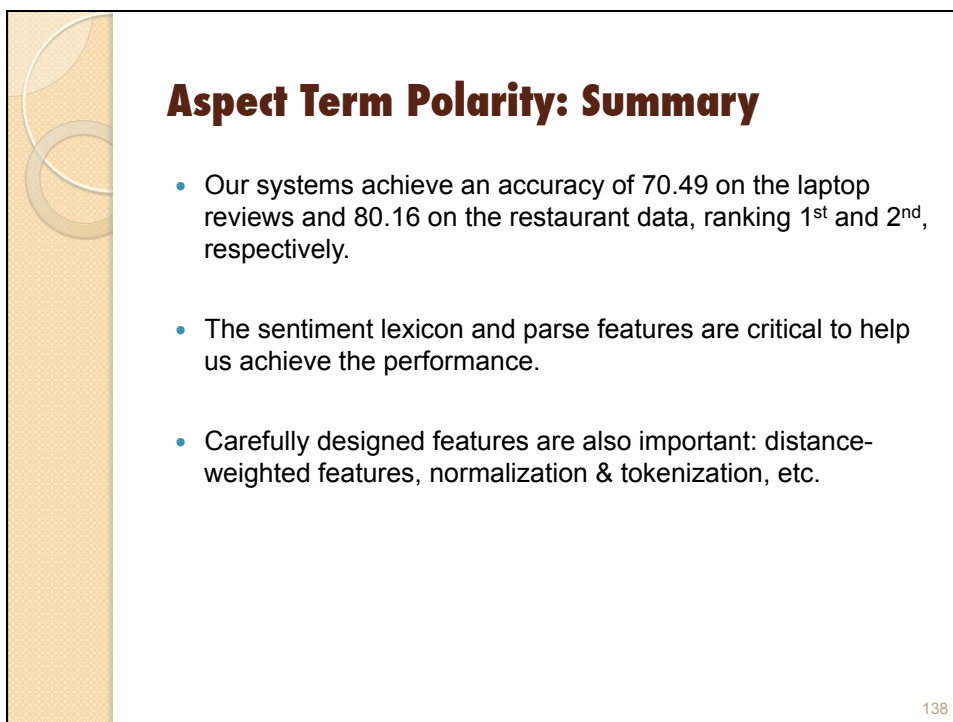 Aspect Term Polarity: Summary
• Our systems achieve an accuracy of 70.49 on the laptop
reviews and 80.16 on the restaurant data, ranking 1st and 2nd,
respectively.
• The sentiment lexicon and parse features are critical to help
us achieve the performance.
• Carefully designed features are also important: distance-
weighted features, normalization & tokenization, etc.
138